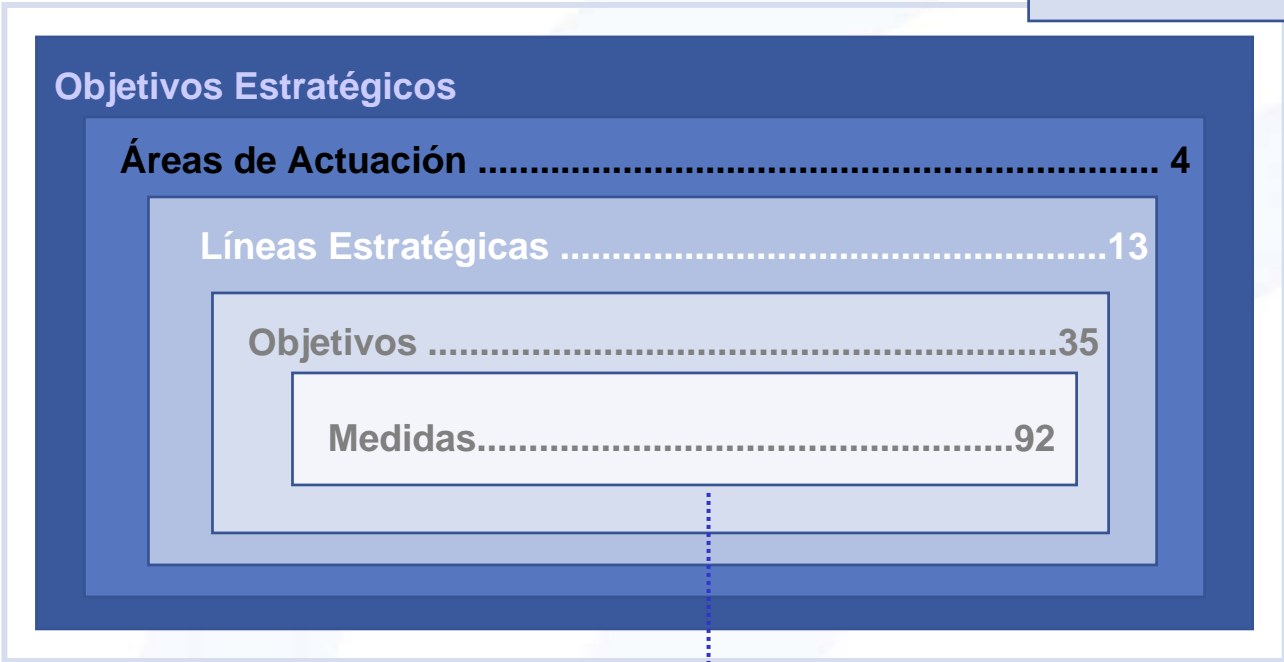 Objetivos Estratégicos
Áreas de Actuación .................................................................. 4
Líneas Estratégicas .....................................................13
Objetivos .............................................................35
Medidas....................................................92